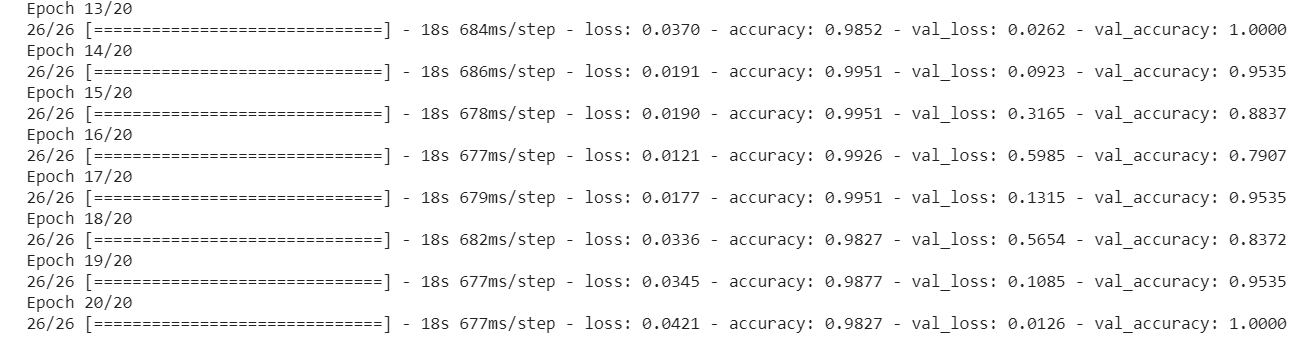 Epoch 13/20
26/26 [==============================] - 18s 684ms/step - loss: 0.0370 - accuracy: 0.9852 - val_loss: 0.0262 - val_accuracy: 1.0000
Epoch 14/20
26/26 [==============================] - 18s 686ms/step - loss: 0.0191 - accuracy: 0.9951 - val_loss: 0.0923 - val_accuracy: 0.9535
Epoch 15/20
26/26 [==============================] - 18s 678ms/step - loss: 0.0190 - accuracy: 0.9951 - val_loss: 0.3165 - val_accuracy: 0.8837
Epoch 16/20
26/26 [==============================] - 18s 677ms/step - loss: 0.0121 - accuracy: 0.9926 - val_loss: 0.5985 - val_accuracy: 0.7907
Epoch 17/20
26/26 [==============================] - 18s 679ms/step - loss: 0.0177 - accuracy: 0.9951 - val_loss: 0.1315 - val_accuracy: 0.9535
Epoch 18/20
26/26 [==============================] - 18s 682ms/step - loss: 0.0336 - accuracy: 0.9827 - val_loss: 0.5654 - val_accuracy: 0.8372
Epoch 19/20
26/26 [==============================] - 18s 677ms/step - loss: 0.0345 - accuracy: 0.9877 - val_loss: 0.1085 - val_accuracy: 0.9535
Epoch 20/20
26/26 [==============================] - 18s 677ms/step - loss: 0.0421 - accuracy: 0.9827 - val_loss: 0.0126 - val_accuracy: 1.0000